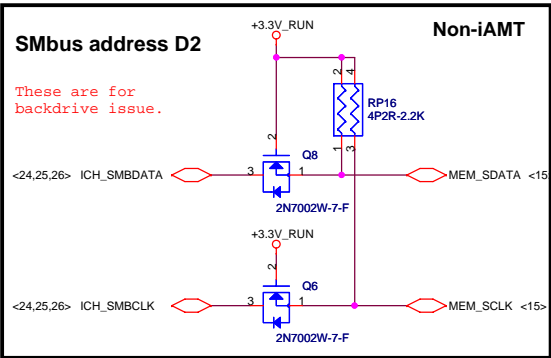 +3.3V_RUN
Non-iAMT
SMbus address D2
These are for
backdrive issue.
2 4
RP16
4P2R-2.2K
1 3
2
Q8
<24,25,26> ICH_SMBDATA 3 1 MEM_SDATA <15
2N7002W-7-F
+3.3V_RUN
2
Q6
<24,25,26> ICH_SMBCLK 3 1 MEM_SCLK <15>
2N7002W-7-F